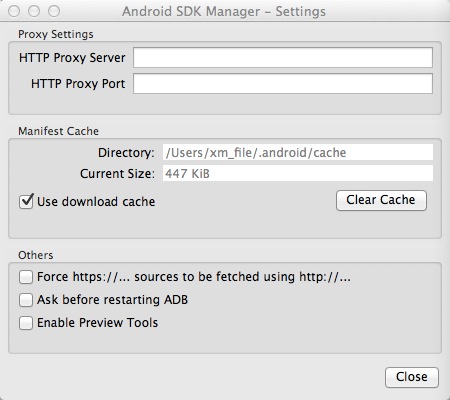 Android SDK Manager – Settings
Proxy Settings
HTTP Proxy Server
HTTP Proxy Port
Manifest Cache
Directory: /Users/xm_file/.android/cache
Current Size: 447 KiB
Use download cache Clear Cache
Others
Force https://... sources to be fetched using http://...
Ask before restarting ADB
Enable Preview Tools
Close